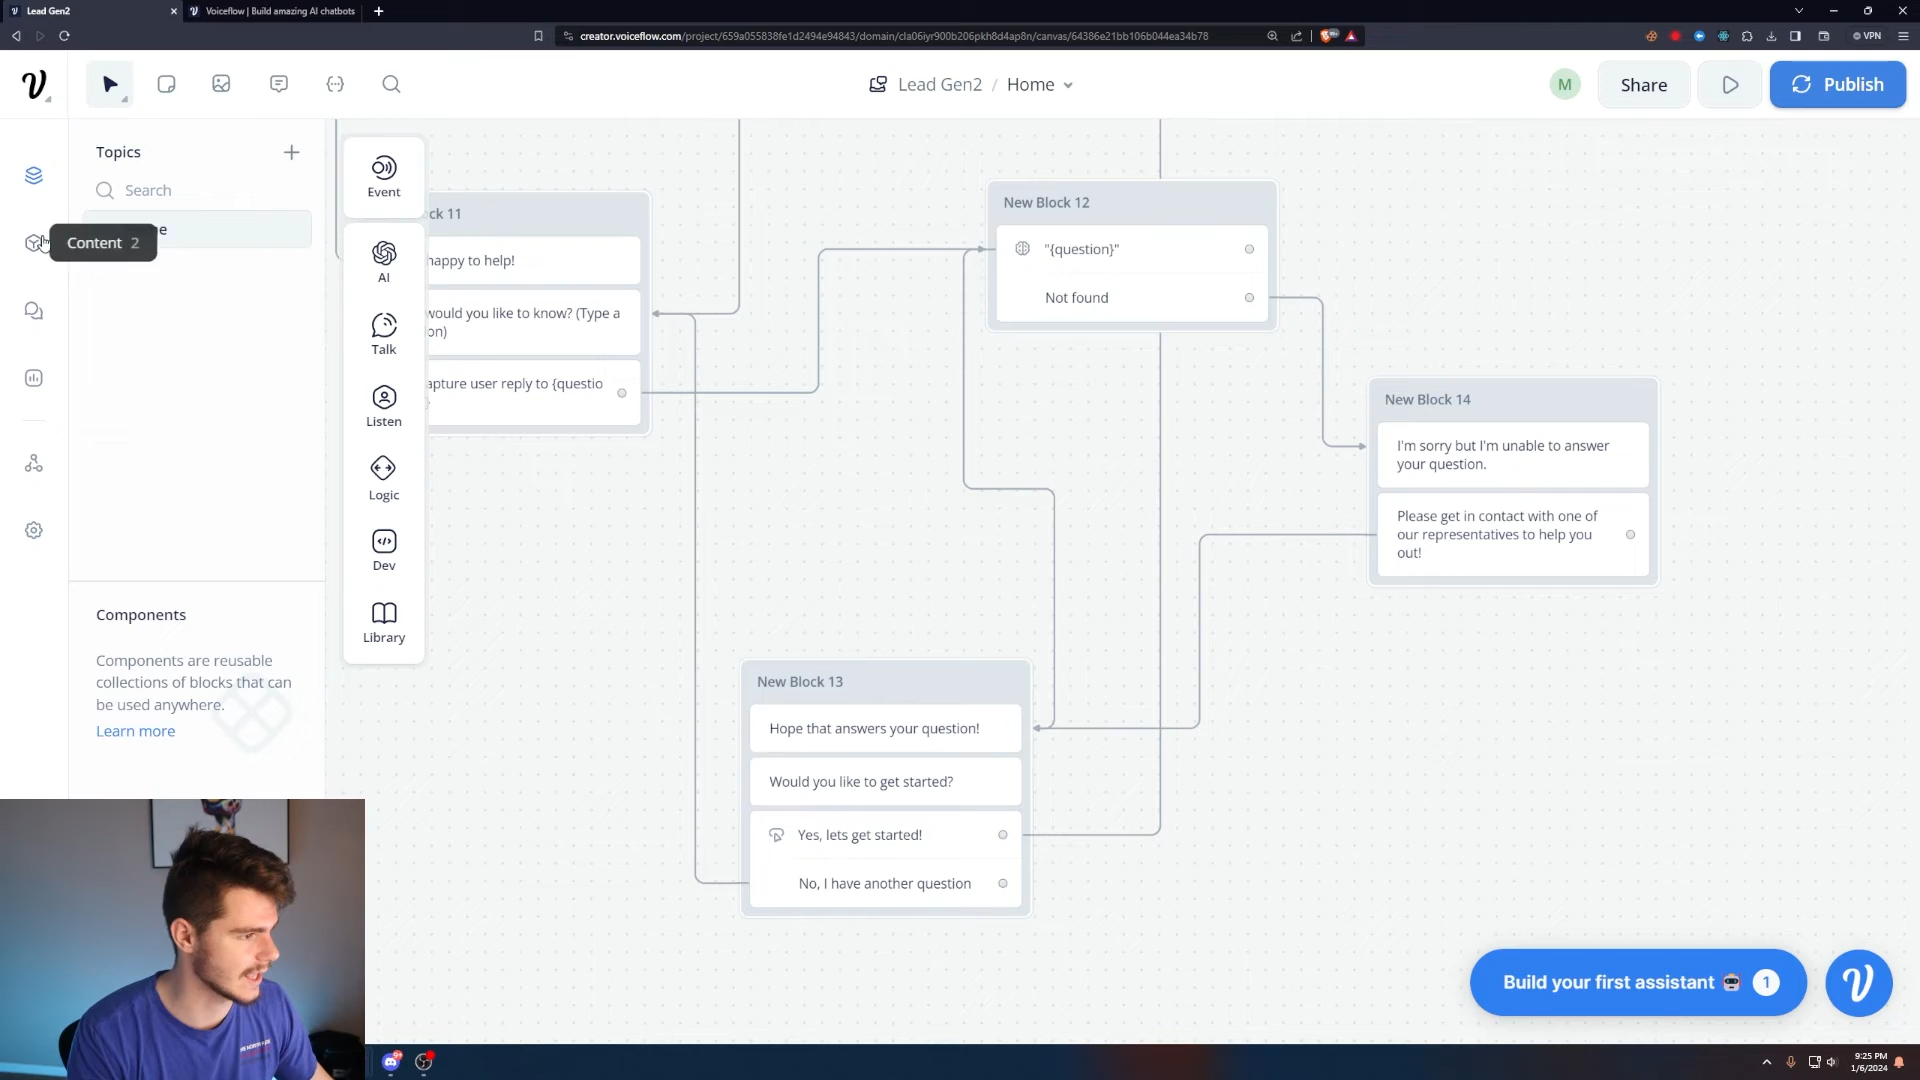 Lead Gen2
Voiceflow | Build amazing AI chatbots
creator.voiceflow.com/project/659a055838fe1d2494e94843/domain/cla06iyr900b206pkh8d4ap8n/canvas/64386e21bb106b044ea34b78
VPN
Lead Gen2 / Home
M
Share
Publish
Topics
Search
Content 2
Event
AI
Talk
Listen
Logic
Dev
Library
Components
Components are reusable
collections of blocks that can
be used anywhere.
Learn more
ck 11
happy to help!
would you like to know? (Type a
on)
apture user reply to {questio
New Block 12
"{question}"
Not found
New Block 14
I'm sorry but I'm unable to answer
your question.
Please get in contact with one of
our representatives to help you
out!
New Block 13
Hope that answers your question!
Would you like to get started?
Yes, lets get started!
No, I have another question
Build your first assistant 1
9:25 PM
1/6/2024